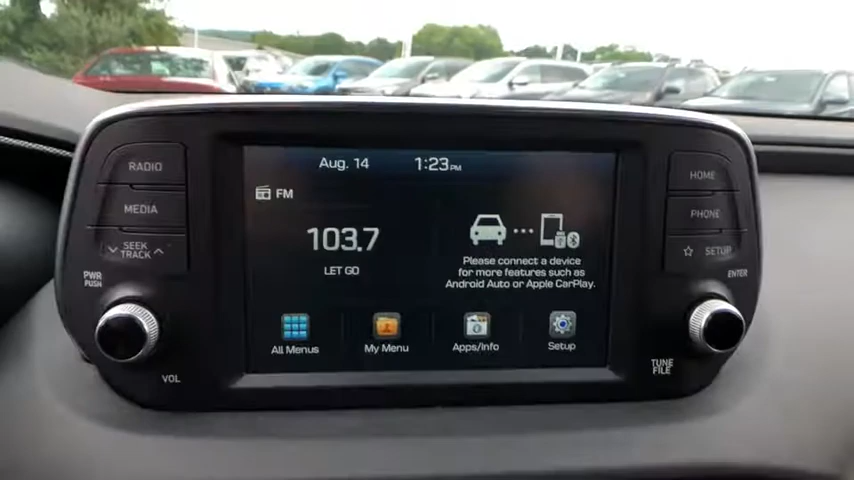 RADIO
MEDIA
SEEK
TRACK
PWR
PUSH
VOL
Aug. 14
1:23 PM
FM
103.7
LET GO
Please connect a device
for more features such as
Android Auto or Apple CarPlay.
All Menus
My Menu
Apps/Info
Setup
HOME
PHONE
☆ SETUP
ENTER
TUNE
FILE